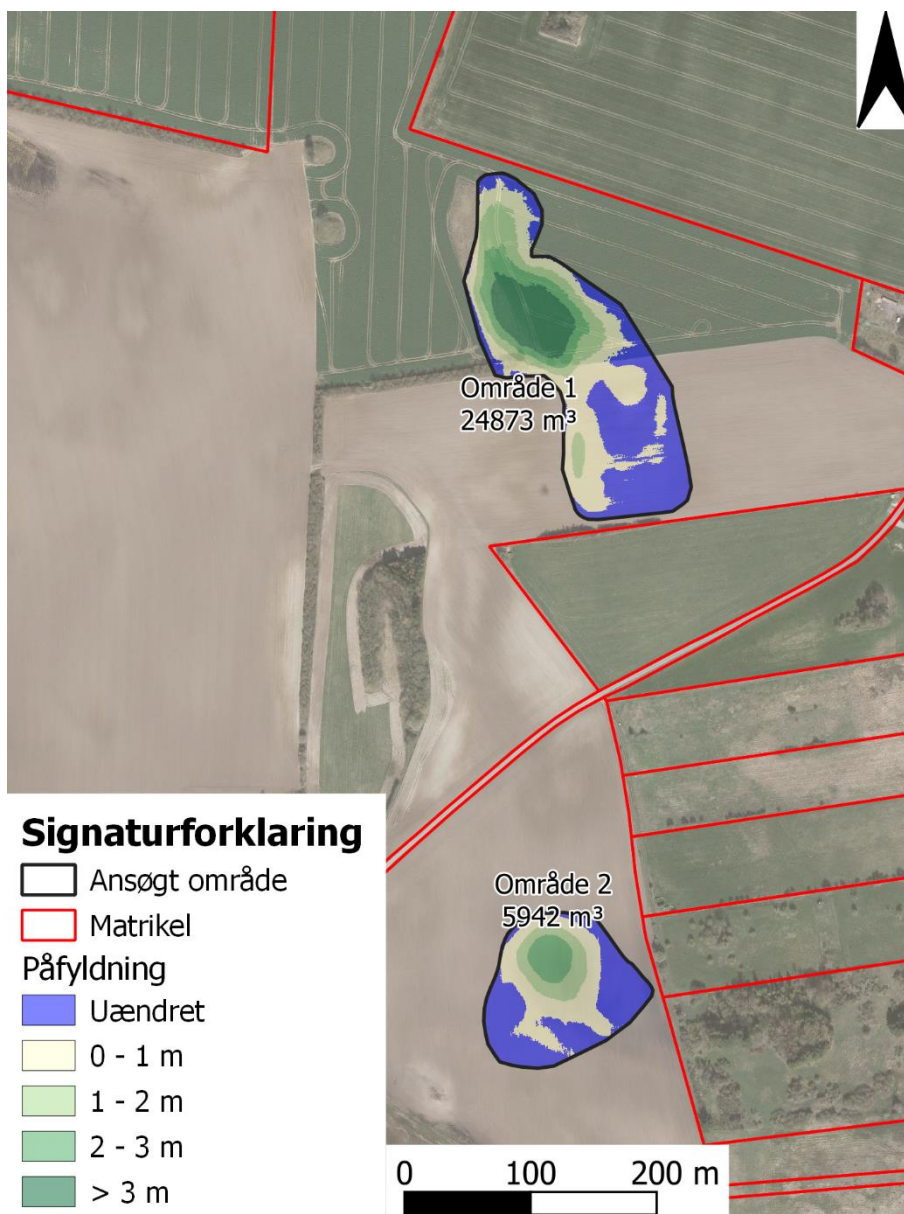 Område 1
24873 m³
Område 2
5942 m³
Signaturforklaring
Ansøgt område
Matrikel
Påfyldning
Uændret
0 - 1 m
1 - 2 m
2 - 3 m
> 3 m
0 100 200 m